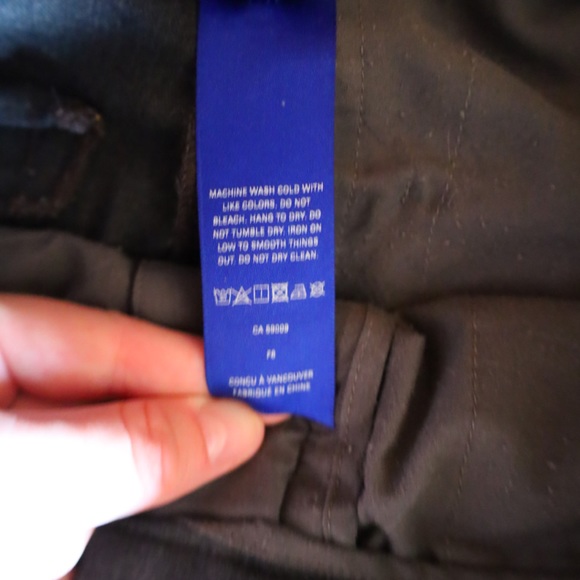 MACHINE WASH COLD WITH
LIKE COLORS. DO NOT
BLEACH. HANG TO DRY. DO
NOT TUMBLE DRY. IRON ON
LOW TO SMOOTH THINGS
OUT. DO NOT DRY CLEAN.
CA
CONÇU À VANCOUVER
FABRIQUÉ EN CHINE